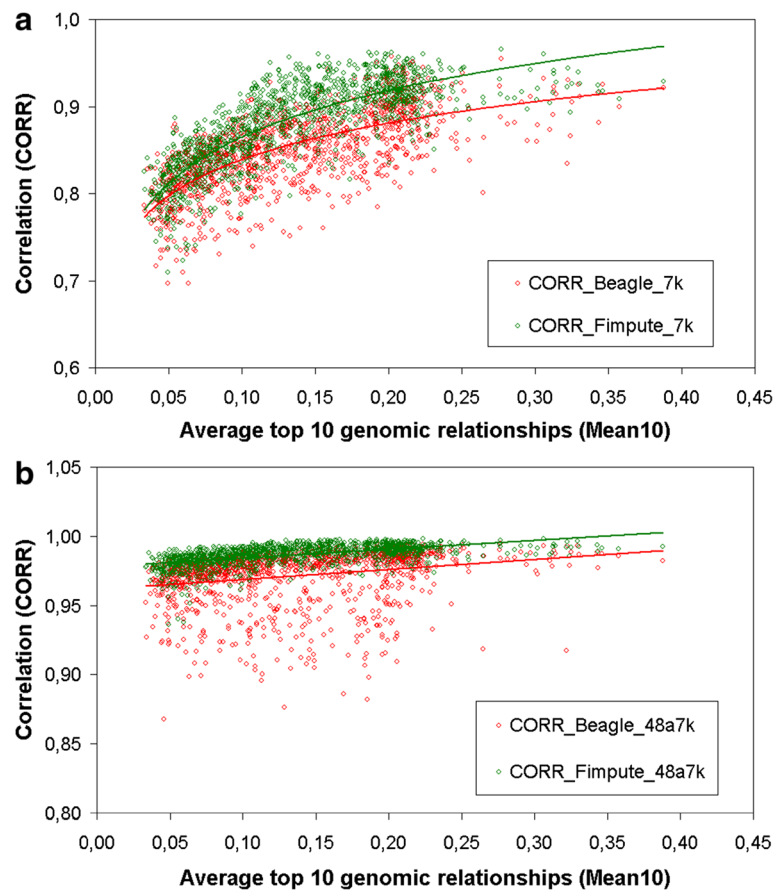 a
Correlation (CORR)
1,0
0,9
0,8
0,7
0,6
CORR_Beagle_7k
CORR_Fimpute_7k
0,00 0,05 0,10 0,15 0,20 0,25 0,30 0,35 0,40 0,45
Average top 10 genomic relationships (Mean10)
b
Correlation (CORR)
1,05
1,00
0,95
0,90
0,85
0,80
CORR_Beagle_48a7k
CORR_Fimpute_48a7k
0,00 0,05 0,10 0,15 0,20 0,25 0,30 0,35 0,40 0,45
Average top 10 genomic relationships (Mean10)